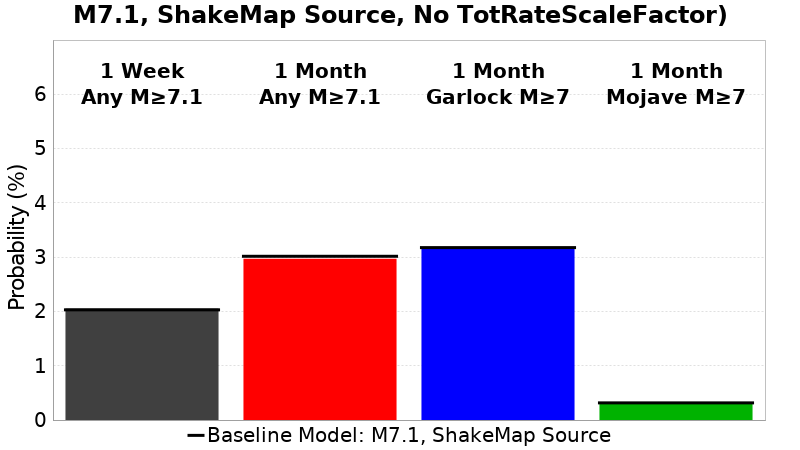 M7.1, ShakeMap Source, No TotRateScaleFactor)
1 Week
Any M≥7.1
1 Month
Any M≥7.1
1 Month
Garlock M≥7
1 Month
Mojave M≥7
Probability (%)
6
5
4
3
2
1
0
Baseline Model: M7.1, ShakeMap Source